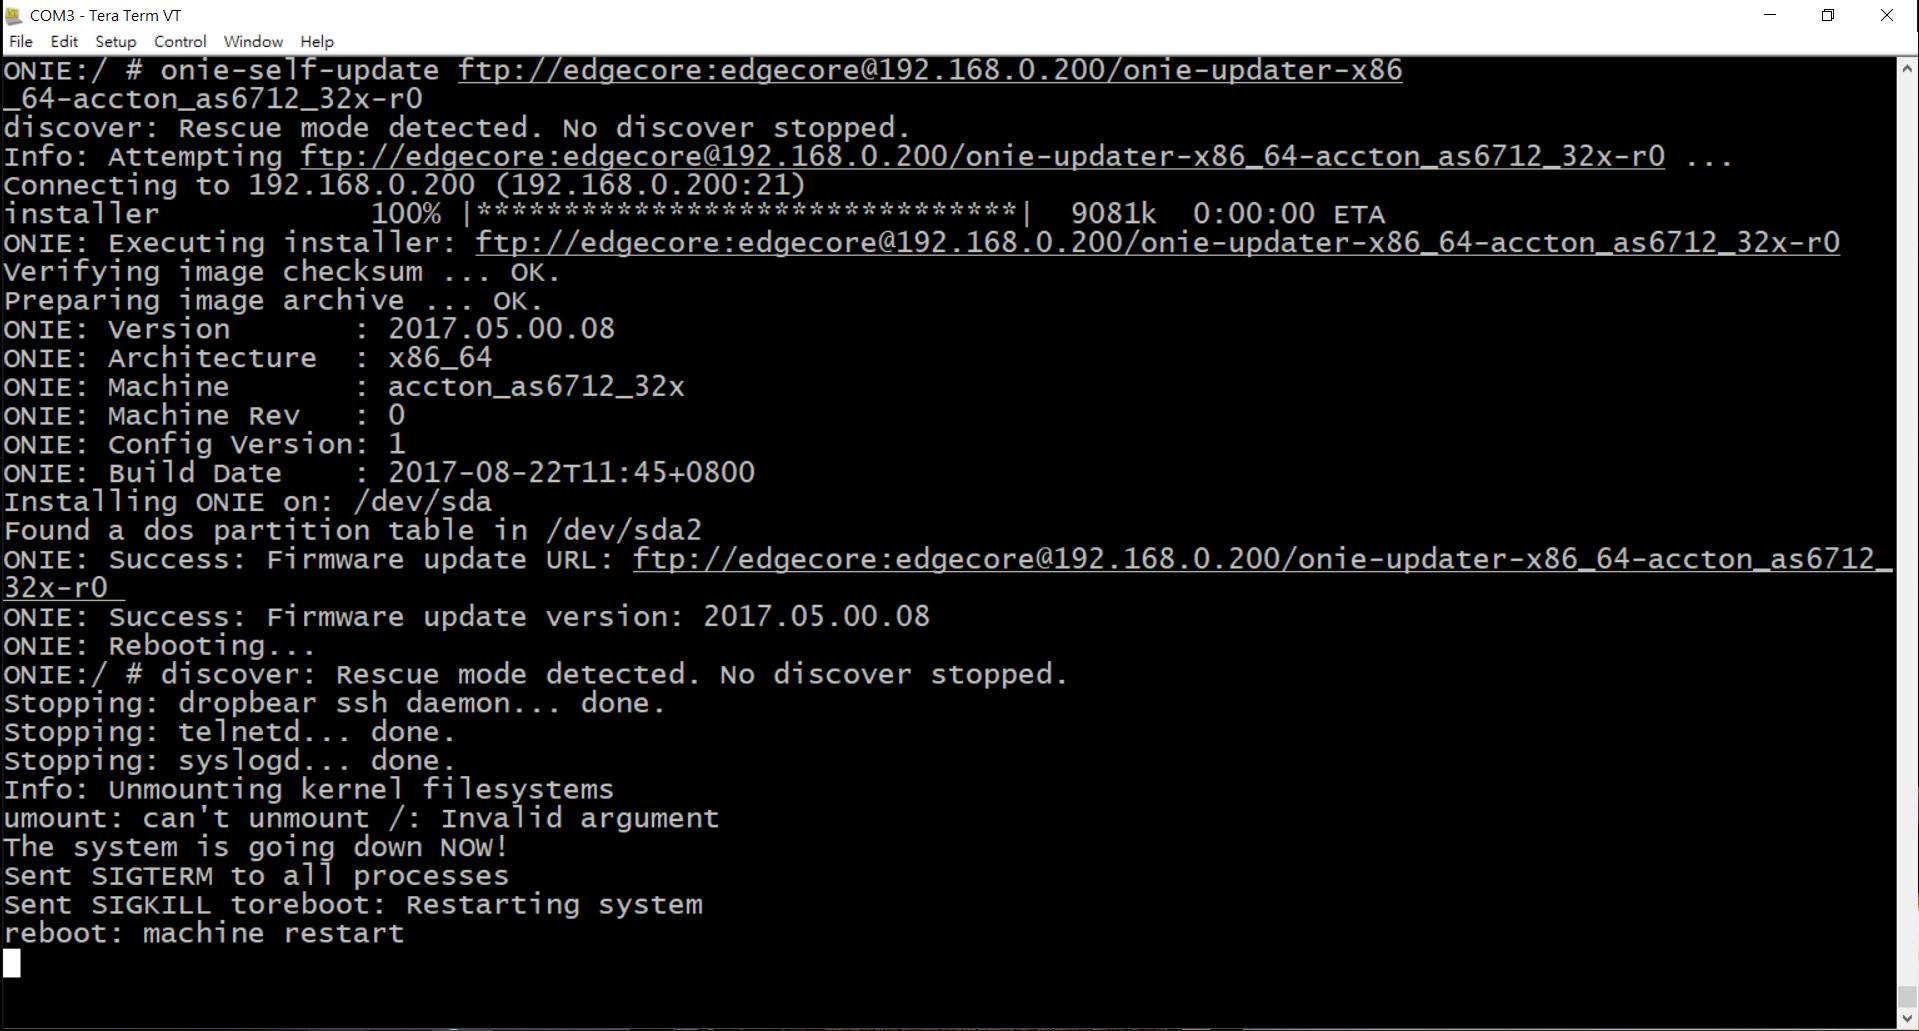 COM3 - Tera Term VT
File Edit Setup Control Window Help
ONIE:/ # onie-self-update ftp://edgecore:edgecore@192.168.0.200/onie-updater-x86
_64-accton_as6712_32x-r0
discover: Rescue mode detected. No discover stopped.
Info: Attempting ftp://edgecore:edgecore@192.168.0.200/onie-updater-x86_64-accton_as6712_32x-r0 ...
Connecting to 192.168.0.200 (192.168.0.200:21)
installer            100% |*******************************|  9081k  0:00:00 ETA
ONIE: Executing installer: ftp://edgecore:edgecore@192.168.0.200/onie-updater-x86_64-accton_as6712_32x-r0
Verifying image checksum ... OK.
Preparing image archive ... OK.
ONIE: Version       : 2017.05.00.08
ONIE: Architecture  : x86_64
ONIE: Machine       : accton_as6712_32x
ONIE: Machine Rev   : 0
ONIE: Config Version: 1
ONIE: Build Date    : 2017-08-22T11:45+0800
Installing ONIE on: /dev/sda
Found a dos partition table in /dev/sda2
ONIE: Success: Firmware update URL: ftp://edgecore:edgecore@192.168.0.200/onie-updater-x86_64-accton_as6712_
32x-r0
ONIE: Success: Firmware update version: 2017.05.00.08
ONIE: Rebooting...
ONIE:/ # discover: Rescue mode detected. No discover stopped.
Stopping: dropbear ssh daemon... done.
Stopping: telnetd... done.
Stopping: syslogd... done.
Info: Unmounting kernel filesystems
umount: can't unmount /: Invalid argument
The system is going down NOW!
Sent SIGTERM to all processes
Sent SIGKILL toreboot: Restarting system
reboot: machine restart